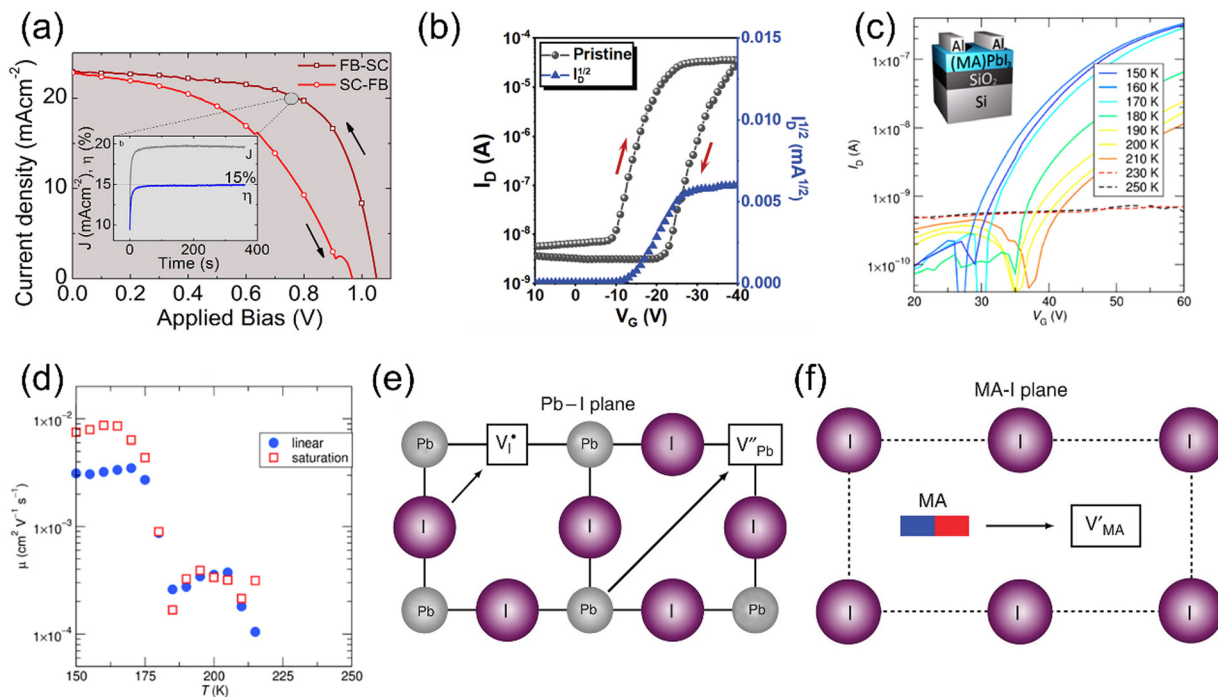 (a)
FB-SC
SC-FB
Current density (mAcm⁻²)
20
10
0
b
J (mAcm⁻²), η (%)
20
15
10
J
15%
η
0
200
400
Time (s)
0.0
0.2
0.4
0.6
0.8
1.0
Applied Bias (V)
(b)
Pristine
I_D^1/2
I_D (A)
10⁻⁴
10⁻⁵
10⁻⁶
10⁻⁷
10⁻⁸
10⁻⁹
0.015
0.010
0.005
0.000
I_D^1/2 (mA^1/2)
10
0
-10
-20
-30
-40
V_G (V)
(c)
Al
Al
(MA)PbI₃
SiO₂
Si
150 K
160 K
170 K
180 K
190 K
200 K
210 K
230 K
250 K
I_D (A)
1×10⁻⁷
1×10⁻⁸
1×10⁻⁹
1×10⁻¹⁰
20
30
40
50
60
V_G (V)
(d)
linear
saturation
μ (cm² V⁻¹ s⁻¹)
1×10⁻²
1×10⁻³
1×10⁻⁴
150
175
200
225
250
T (K)
(e)
Pb–I plane
Pb
V_I^•
Pb
I
V″_Pb
I
I
I
Pb
I
Pb
I
Pb
(f)
MA-I plane
I
I
I
MA
V′_MA
I
I
I